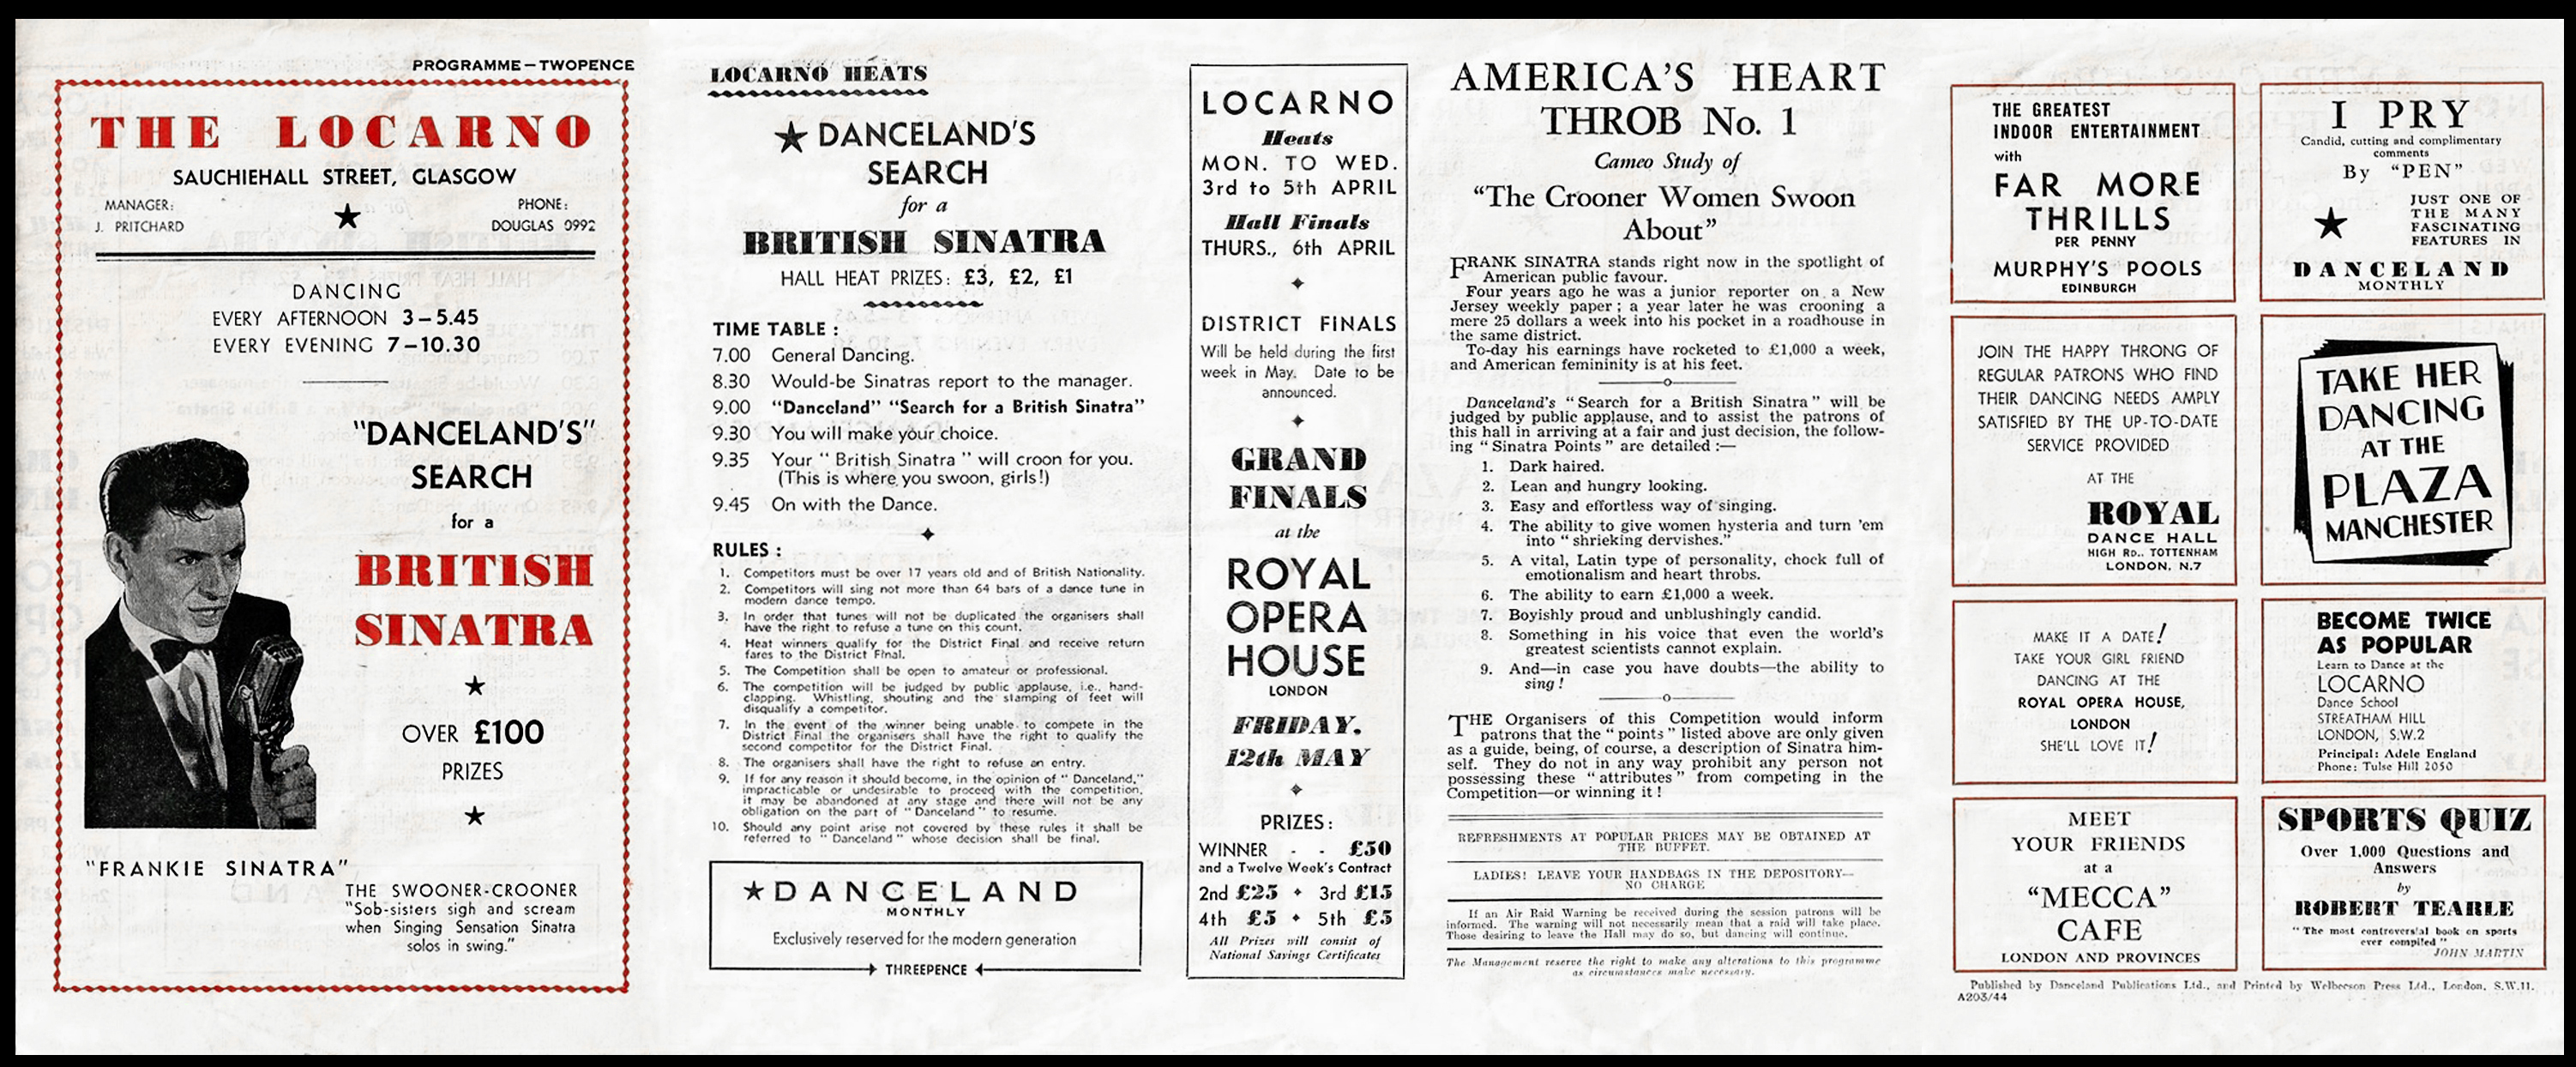 PROGRAMME – TWOPENCE
THE LOCARNO
SAUCHIEHALL STREET, GLASGOW
MANAGER:
J. PRITCHARD
PHONE:
DOUGLAS 0992
DANCING
EVERY AFTERNOON 3 – 5.45
EVERY EVENING 7 – 10.30
"DANCELAND'S"
SEARCH
for a
BRITISH
SINATRA
OVER £100
PRIZES
"FRANKIE SINATRA"
THE SWOONER-CROONER
"Sob-sisters sigh and scream
when Singing Sensation Sinatra
solos in swing."
LOCARNO HEATS
DANCELAND'S
SEARCH
for a
BRITISH SINATRA
HALL HEAT PRIZES: £3, £2, £1
TIME TABLE :
7.00 General Dancing.
8.30 Would-be Sinatras report to the manager.
9.00 "Danceland" "Search for a British Sinatra"
9.30 You will make your choice.
9.35 Your " British Sinatra " will croon for you.
(This is where you swoon, girls!)
9.45 On with the Dance.
RULES :
1. Competitors must be over 17 years old and of British Nationality.
2. Competitors will sing not more than 64 bars of a dance tune in
modern dance tempo.
3. In order that tunes will not be duplicated the organisers shall
have the right to refuse a tune on this count.
4. Heat winners qualify for the District Final and receive return
fares to the District Final.
5. The Competition shall be open to amateur or professional.
6. The competition will be judged by public applause, i.e., hand-
clapping. Whistling, shouting and the stamping of feet will
disqualify a competitor.
7. In the event of the winner being unable to compete in the
District Final the organisers shall have the right to qualify the
second competitor for the District Final.
8. The organisers shall have the right to refuse an entry.
9. If for any reason it should become, in the opinion of " Danceland,"
impracticable or undesirable to proceed with the competition,
it may be abandoned at any stage and there will not be any
obligation on the part of " Danceland " to resume.
10. Should any point arise not covered by these rules it shall be
referred to " Danceland " whose decision shall be final.
DANCELAND
MONTHLY
Exclusively reserved for the modern generation
THREEPENCE
LOCARNO
Heats
MON. TO WED.
3rd to 5th APRIL
Hall Finals
THURS., 6th APRIL
DISTRICT FINALS
Will be held during the first
week in May. Date to be
announced.
GRAND
FINALS
at the
ROYAL
OPERA
HOUSE
LONDON
FRIDAY.
12th MAY
PRIZES:
WINNER - - £50
and a Twelve Week's Contract
2nd £25 3rd £15
4th £5 5th £5
All Prizes will consist of
National Savings Certificates
AMERICA'S HEART
THROB No. 1
Cameo Study of
"The Crooner Women Swoon
About"
FRANK SINATRA stands right now in the spotlight of
American public favour.
Four years ago he was a junior reporter on a New
Jersey weekly paper ; a year later he was crooning a
mere 25 dollars a week into his pocket in a roadhouse in
the same district.
To-day his earnings have rocketed to £1,000 a week,
and American femininity is at his feet.
Danceland's "Search for a British Sinatra" will be
judged by public applause, and to assist the patrons of
this hall in arriving at a fair and just decision, the follow-
ing " Sinatra Points " are detailed :—
1. Dark haired.
2. Lean and hungry looking.
3. Easy and effortless way of singing.
4. The ability to give women hysteria and turn 'em
into " shrieking dervishes."
5. A vital, Latin type of personality, chock full of
emotionalism and heart throbs.
6. The ability to earn £1,000 a week.
7. Boyishly proud and unblushingly candid.
8. Something in his voice that even the world's
greatest scientists cannot explain.
9. And—in case you have doubts—the ability to
sing !
THE Organisers of this Competition would inform
patrons that the " points " listed above are only given
as a guide, being, of course, a description of Sinatra him-
self. They do not in any way prohibit any person not
possessing these " attributes " from competing in the
Competition—or winning it !
REFRESHMENTS AT POPULAR PRICES MAY BE OBTAINED AT
THE BUFFET.
LADIES! LEAVE YOUR HANDBAGS IN THE DEPOSITORY—
NO CHARGE
If an Air Raid Warning be received during the session patrons will be
informed. The warning will not necessarily mean that a raid will take place.
Those desiring to leave the Hall may do so, but dancing will continue.
The Management reserve the right to make any alterations to this programme
as circumstances make necessary.
THE GREATEST
INDOOR ENTERTAINMENT
with
FAR MORE
THRILLS
PER PENNY
MURPHY'S POOLS
EDINBURGH
I PRY
Candid, cutting and complimentary
comments
By "PEN"
JUST ONE OF
THE MANY
FASCINATING
FEATURES IN
DANCELAND
MONTHLY
JOIN THE HAPPY THRONG OF
REGULAR PATRONS WHO FIND
THEIR DANCING NEEDS AMPLY
SATISFIED BY THE UP-TO-DATE
SERVICE PROVIDED
AT THE
ROYAL
DANCE HALL
HIGH RD., TOTTENHAM
LONDON, N.7
TAKE HER
DANCING
AT THE
PLAZA
MANCHESTER
MAKE IT A DATE!
TAKE YOUR GIRL FRIEND
DANCING AT THE
ROYAL OPERA HOUSE,
LONDON
SHE'LL LOVE IT!
BECOME TWICE
AS POPULAR
Learn to Dance at the
LOCARNO
Dance School
STREATHAM HILL
LONDON, S.W.2
Principal: Adele England
Phone: Tulse Hill 2050
MEET
YOUR FRIENDS
at a
"MECCA"
CAFE
LONDON AND PROVINCES
SPORTS QUIZ
Over 1,000 Questions and
Answers
by
ROBERT TEARLE
" The most controversial book on sports
ever compiled "
JOHN MARTIN
Published by Danceland Publications Ltd., and Printed by Welbecson Press Ltd., London, S.W.11.
A203/44